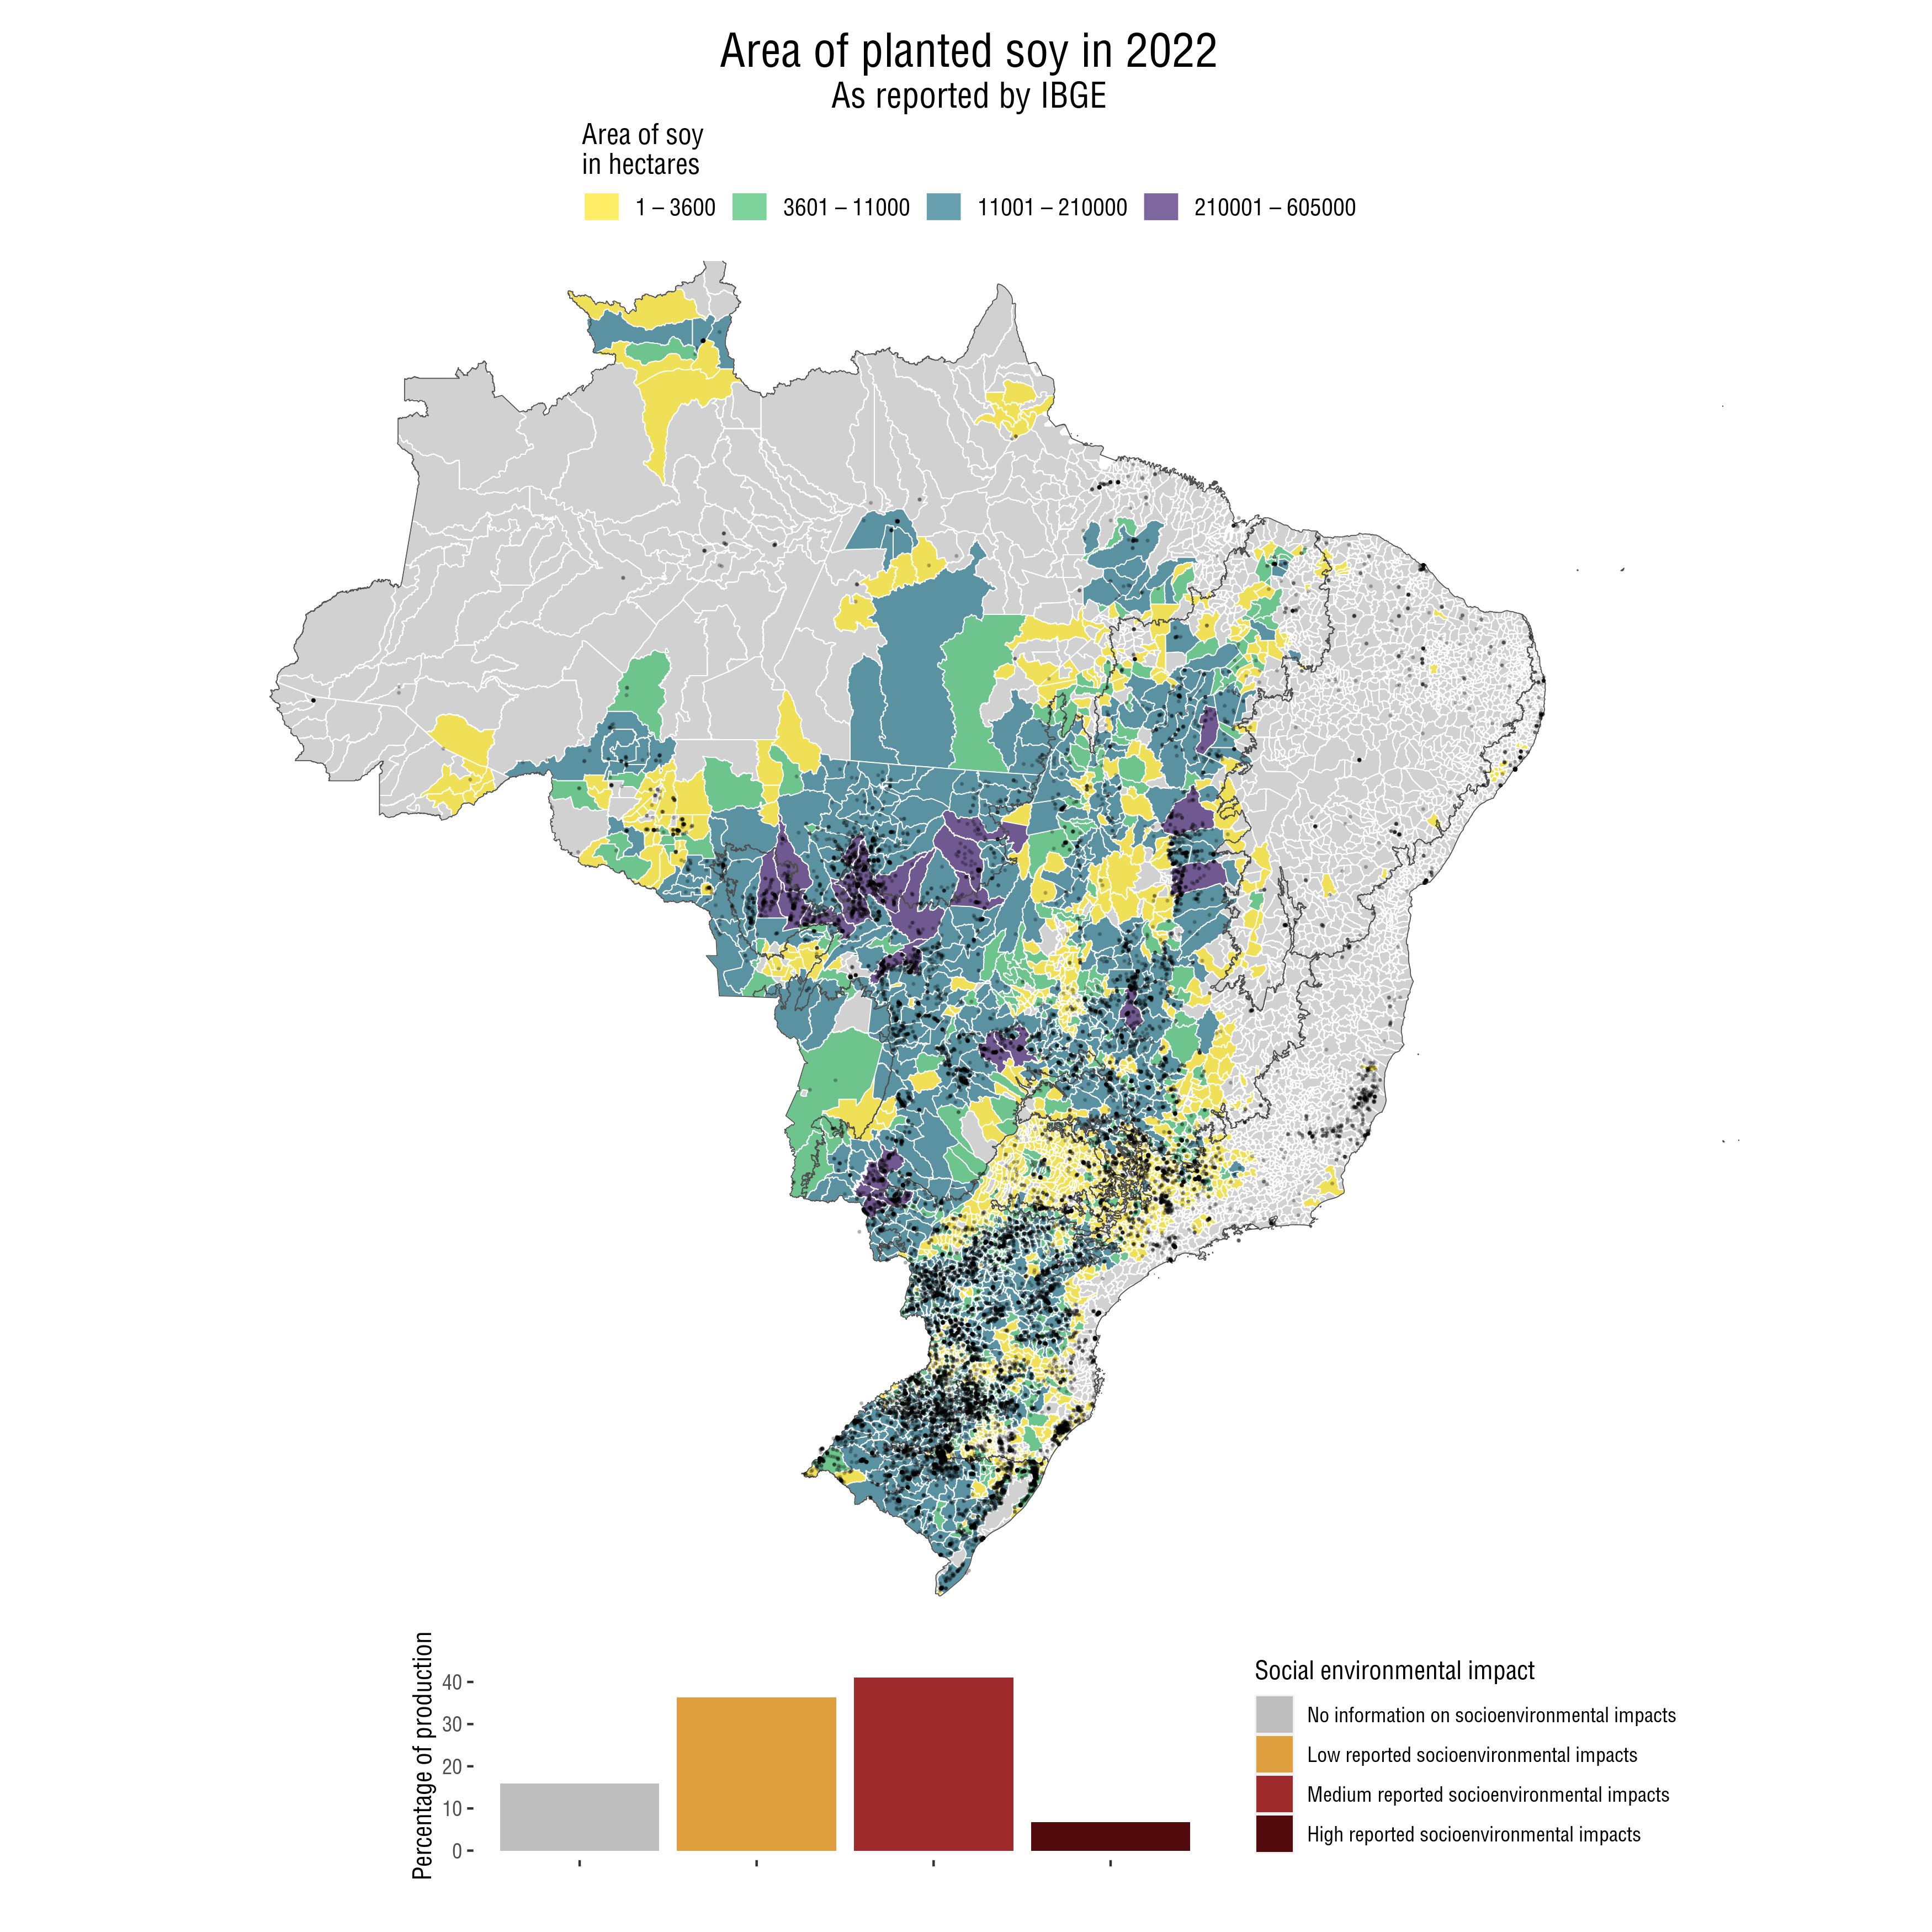 Area of planted soy in 2022
As reported by IBGE
Area of soy
in hectares
1 – 3600
3601 – 11000
11001 – 210000
210001 – 605000
Percentage of production
40
30
20
10
0
Social environmental impact
No information on socioenvironmental impacts
Low reported socioenvironmental impacts
Medium reported socioenvironmental impacts
High reported socioenvironmental impacts